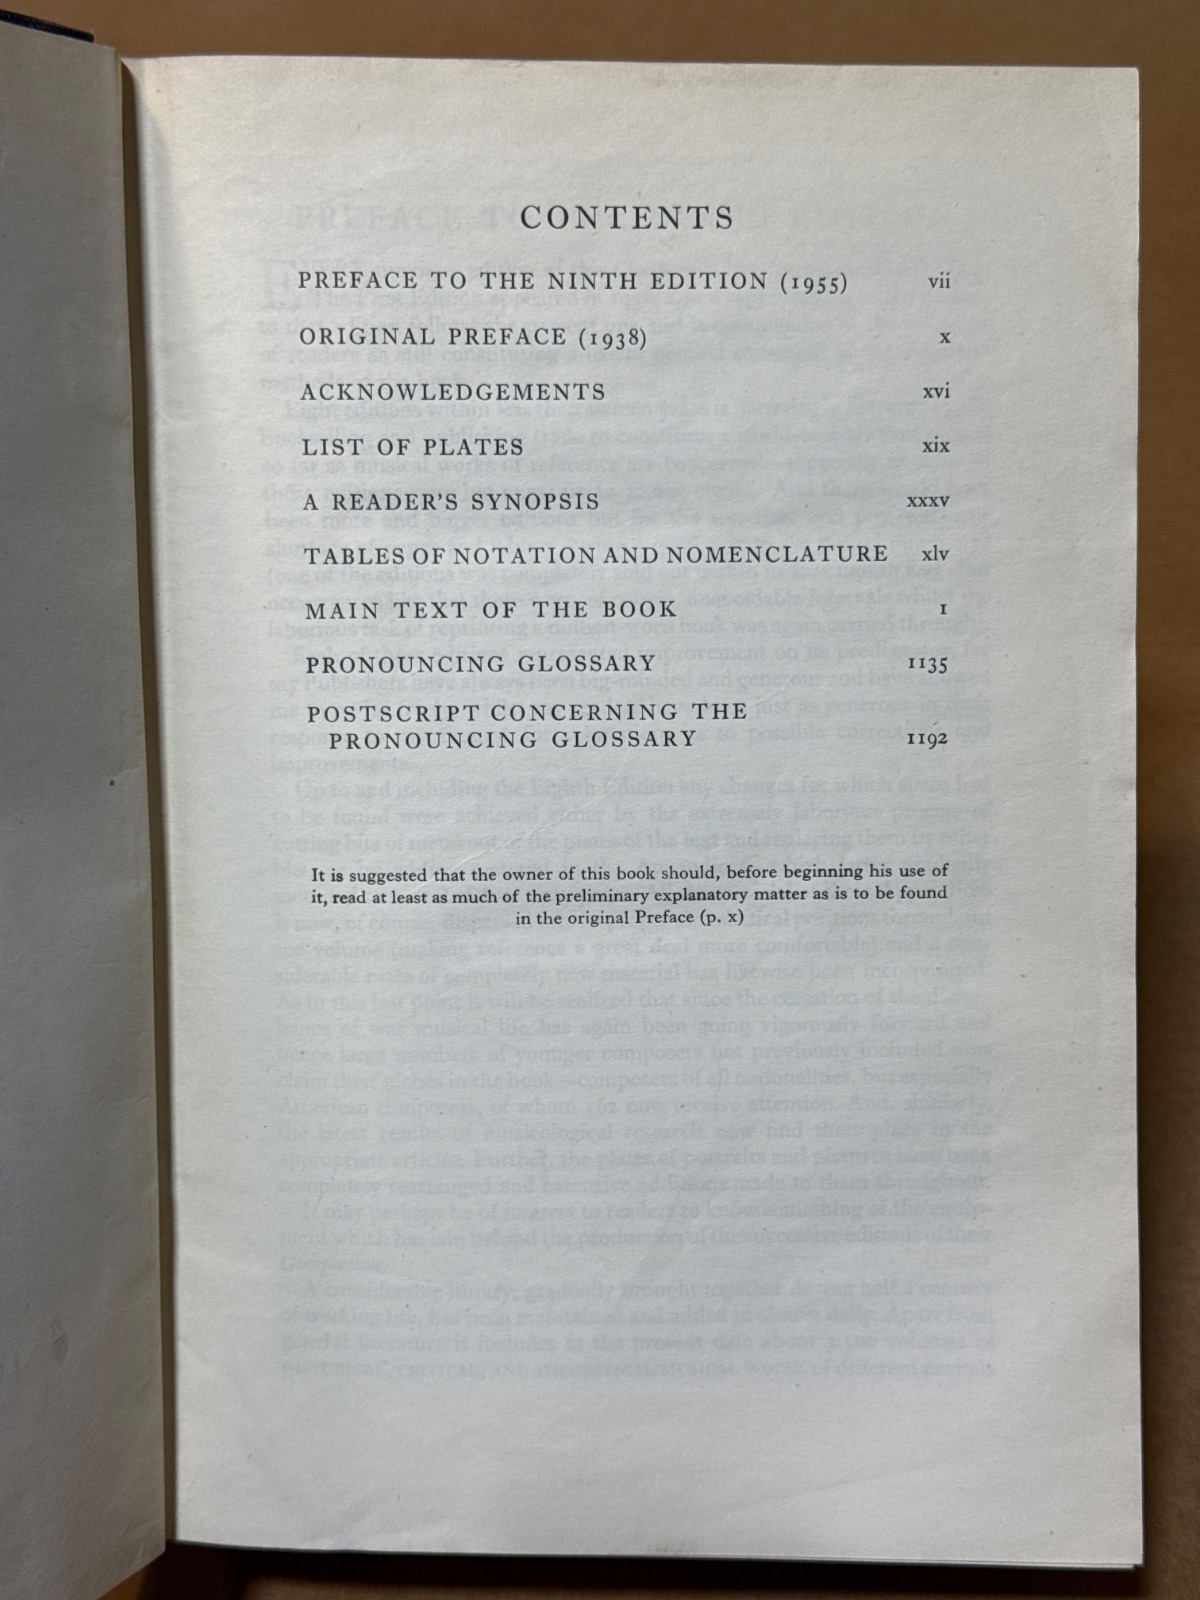 CONTENTS
PREFACE TO THE NINTH EDITION (1955) vii
ORIGINAL PREFACE (1938) x
ACKNOWLEDGEMENTS xvi
LIST OF PLATES xix
A READER'S SYNOPSIS xxxv
TABLES OF NOTATION AND NOMENCLATURE xlv
MAIN TEXT OF THE BOOK 1
PRONOUNCING GLOSSARY 1135
POSTSCRIPT CONCERNING THE
PRONOUNCING GLOSSARY 1192
It is suggested that the owner of this book should, before beginning his use of
it, read at least as much of the preliminary explanatory matter as is to be found
in the original Preface (p. x)